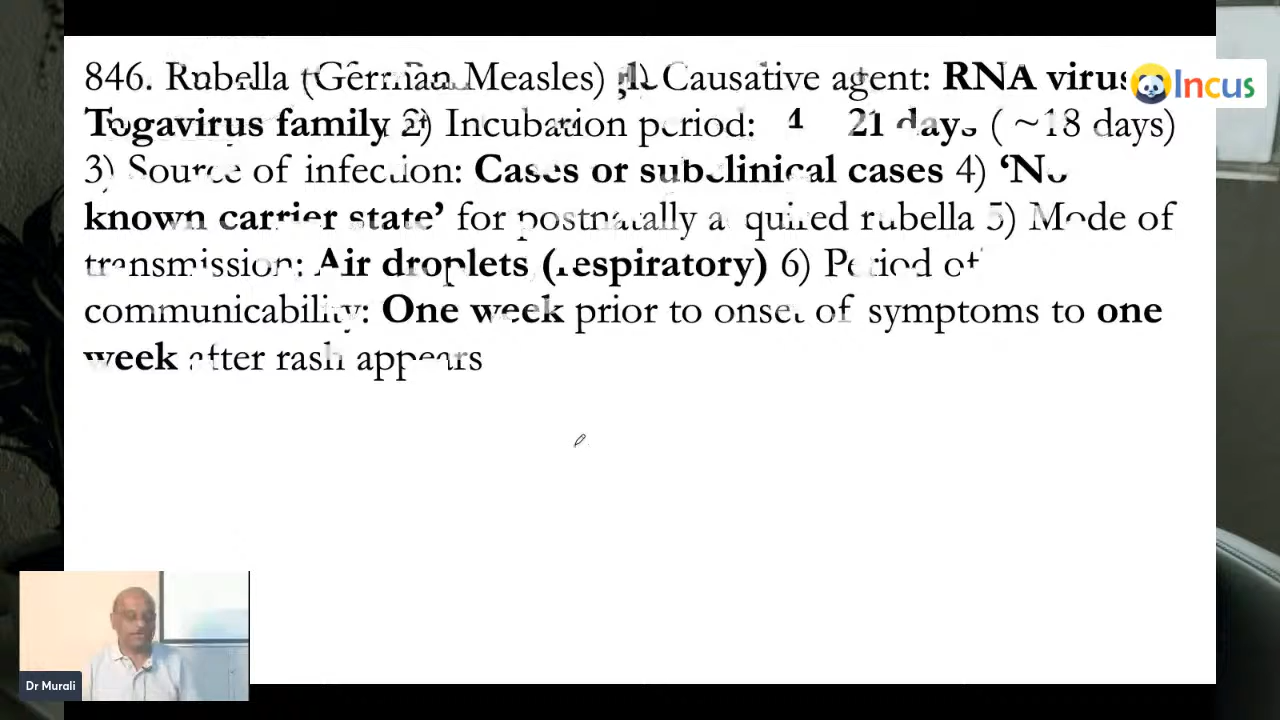 846. Rubella (German Measles) 1) Causative agent: RNA virus
Togavirus family 2) Incubation period: 21 days ( ~18 days)
3) Source of infection: Cases or subclinical cases 4) ‘No
known carrier state’ for postnatally acquired rubella 5) Mode of
transmission: Air droplets (respiratory) 6) Period of
communicability: One week prior to onset of symptoms to one
week after rash appears
Incus
Dr Murali